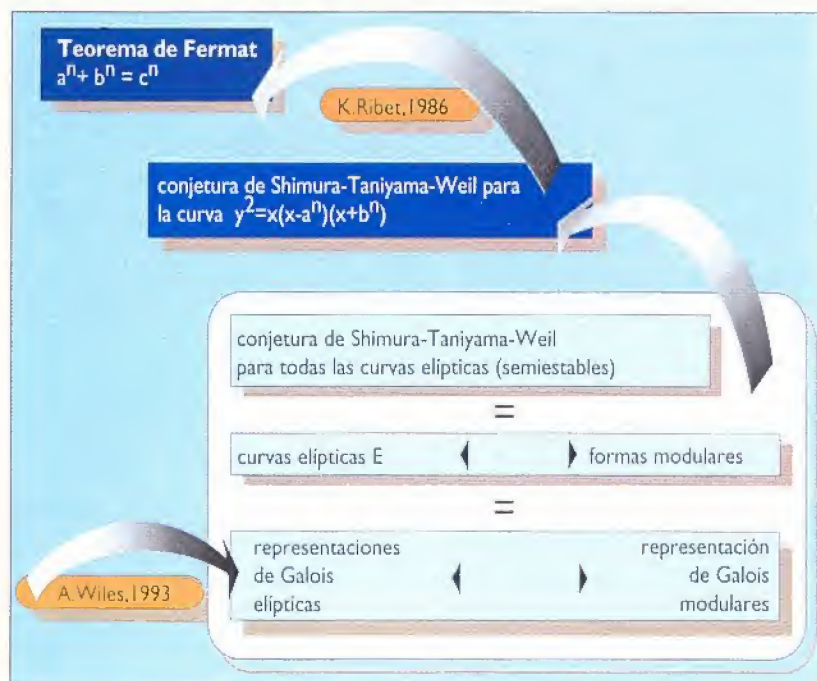 Teorema de Fermat
aⁿ+ bⁿ = cⁿ
K.Ribet,1986
conjetura de Shimura-Taniyama-Weil para
la curva y²=x(x-aⁿ)(x+bⁿ)
conjetura de Shimura-Taniyama-Weil
para todas las curvas elípticas (semiestables)
=
curvas elípticas E formas modulares
=
representaciones representación
de Galois de Galois
elípticas modulares
A.Wiles,1993